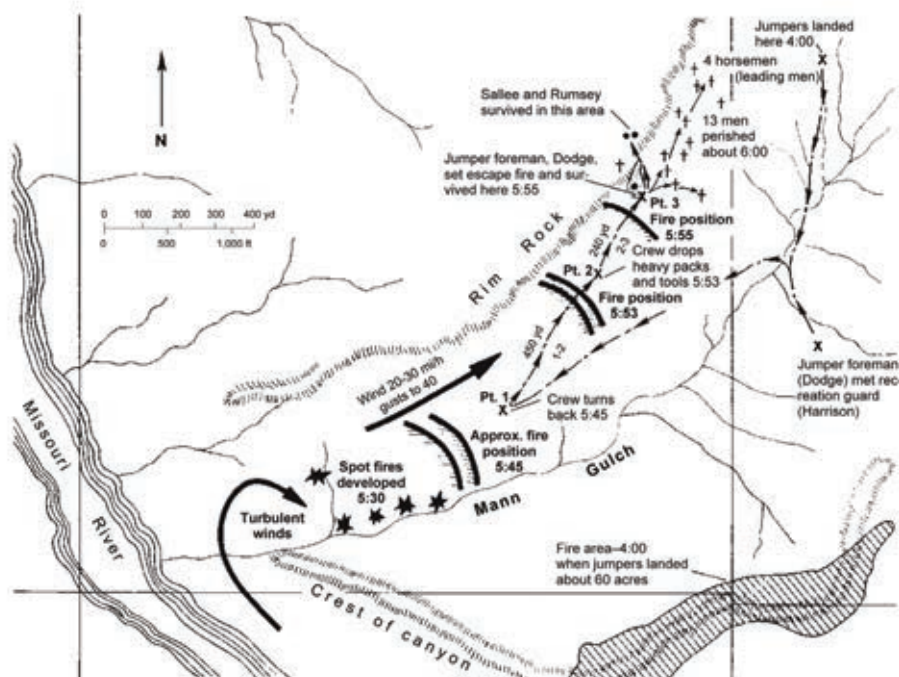 Jumpers landed
here 4:00
4 horsemen
(leading men)
Sallee and Rumsey
survived in this area
13 men
perished
about 6:00
Jumper foreman, Dodge,
set escape fire and sur-
vived here 5:55
N
Pt. 3
Fire position
5:55
0 100 200 300 400 yd
0 500 1,000 ft
Rim Rock
240 yd
2-3
Crew drops
heavy packs
and tools 5:53
Pt. 2
Fire position
5:53
450 yd
1-2
Wind 20-30 mi/h
gusts to 40
Jumper foreman
(Dodge) met rec-
reation guard
(Harrison)
Pt. 1
Crew turns
back 5:45
Missouri River
Approx. fire
position
5:45
Spot fires
developed
5:30
Mann Gulch
Turbulent
winds
Fire area–4:00
when jumpers landed
about 60 acres
Crest of canyon